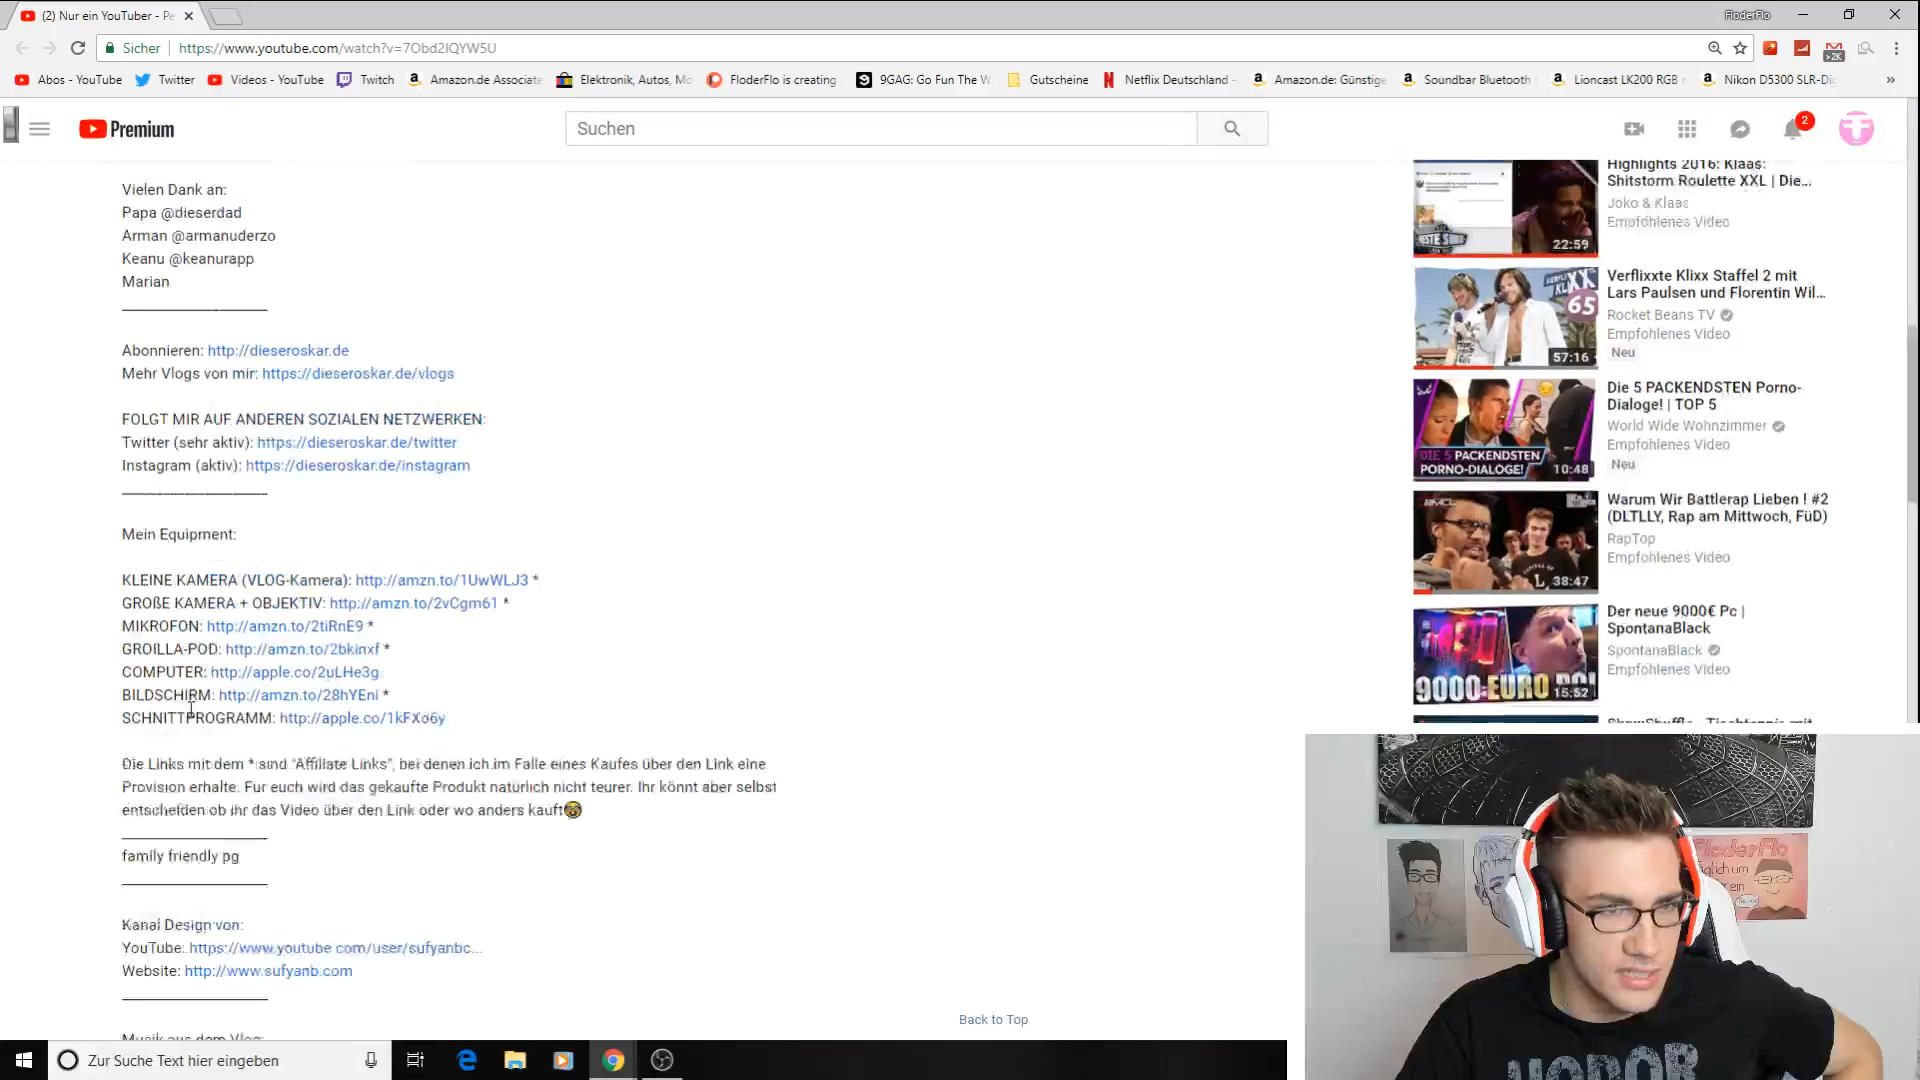 (2) Nur ein YouTuber - Pe
FloderFlo
Sicher
https://www.youtube.com/watch?v=7Obd2IQYW5U
>2K
Abos - YouTube
Twitter
Videos - YouTube
Twitch
Amazon.de Associate
Elektronik, Autos, Mo
FloderFlo is creating
9GAG: Go Fun The W
Gutscheine
Netflix Deutschland -
Amazon.de: Günstige
Soundbar Bluetooth
Lioncast LK200 RGB
Nikon D5300 SLR-Dig
»
Premium
Suchen
2
Vielen Dank an:
Papa @dieserdad
Arman @armanuderzo
Keanu @keanurapp
Marian
Abonnieren: http://dieseroskar.de
Mehr Vlogs von mir: https://dieseroskar.de/vlogs
FOLGT MIR AUF ANDEREN SOZIALEN NETZWERKEN:
Twitter (sehr aktiv): https://dieseroskar.de/twitter
Instagram (aktiv): https://dieseroskar.de/instagram
Mein Equipment:
KLEINE KAMERA (VLOG-Kamera): http://amzn.to/1UwWLJ3 *
GROßE KAMERA + OBJEKTIV: http://amzn.to/2vCgm61 *
MIKROFON: http://amzn.to/2tiRnE9 *
GROILLA-POD: http://amzn.to/2bkinxf *
COMPUTER: http://apple.co/2uLHe3g
BILDSCHIRM: http://amzn.to/28hYEni *
SCHNITTPROGRAMM: http://apple.co/1kFXJ6y
Die Links mit dem * sind "Affiliate Links", bei denen ich im Falle eines Kaufes über den Link eine
Provision erhalte. Für euch wird das gekaufte Produkt natürlich nicht teurer. Ihr könnt aber selbst
entscheiden ob ihr das Video über den Link oder wo anders kauft
family friendly pg
Kanal Design von:
YouTube: https://www.youtube.com/user/sufyanbc...
Website: http://www.sufyanb.com
Musik aus dem Vlog:
Back to Top
Highlights 2016: Klaas:
Shitstorm Roulette XXL | Die...
Joko & Klaas
Empfohlenes Video
22:59
Verflixxte Klixx Staffel 2 mit
Lars Paulsen und Florentin Wil...
Rocket Beans TV
Empfohlenes Video
Neu
65
57:16
Die 5 PACKENDSTEN Porno-
Dialoge! | TOP 5
World Wide Wohnzimmer
Empfohlenes Video
Neu
DIE 5 PACKENDSTEN
PORNO-DIALOGE!
10:48
Warum Wir Battlerap Lieben ! #2
(DLTLLY, Rap am Mittwoch, FüD)
RapTop
Empfohlenes Video
38:47
Der neue 9000€ Pc |
SpontanaBlack
SpontanaBlack
Empfohlenes Video
9000 EURO PC!
15:52
FloderFlo
Zur Suche Text hier eingeben